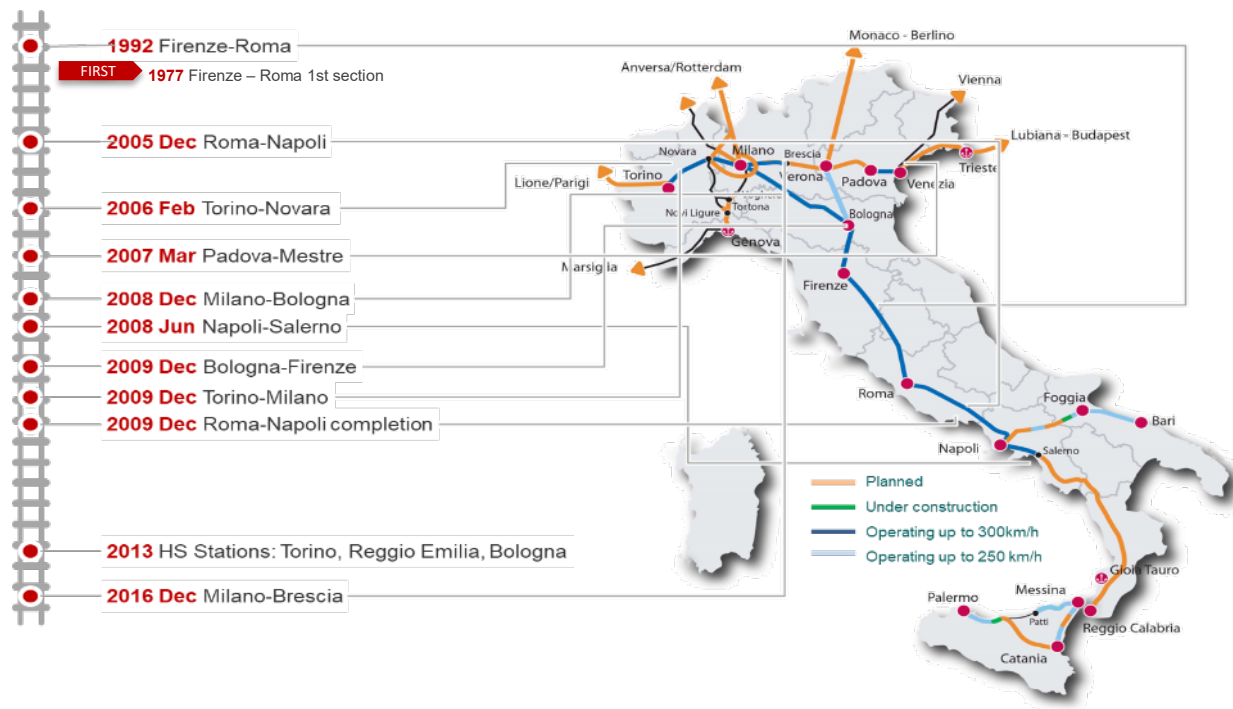 1992 Firenze-Roma
FIRST
1977 Firenze – Roma 1st section
2005 Dec Roma-Napoli
2006 Feb Torino-Novara
2007 Mar Padova-Mestre
2008 Dec Milano-Bologna
2008 Jun Napoli-Salerno
2009 Dec Bologna-Firenze
2009 Dec Torino-Milano
2009 Dec Roma-Napoli completion
2013 HS Stations: Torino, Reggio Emilia, Bologna
2016 Dec Milano-Brescia
Monaco - Berlino
Anversa/Rotterdam
Vienna
Lubiana - Budapest
Novara
Milano
Brescia
Verona
Padova
Venezia
Trieste
Torino
Lione/Parigi
Tortona
Novi Ligure
Genova
Bologna
Marsiglia
Firenze
Roma
Foggia
Bari
Napoli
Salerno
Planned
Under construction
Operating up to 300km/h
Operating up to 250 km/h
Gioia Tauro
Messina
Palermo
Patti
Reggio Calabria
Catania